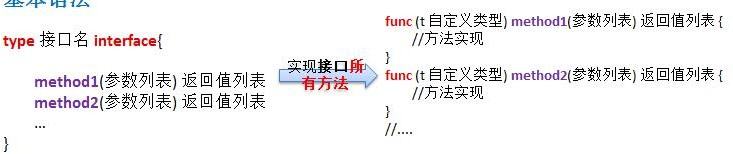 基本语法
type 接口名 interface{
method1(参数列表) 返回值列表
method2(参数列表) 返回值列表
...
}
实现接口所
有方法
func (t 自定义类型) method1(参数列表) 返回值列表 {
//方法实现
}
func (t 自定义类型) method2(参数列表) 返回值列表 {
//方法实现
}
//....